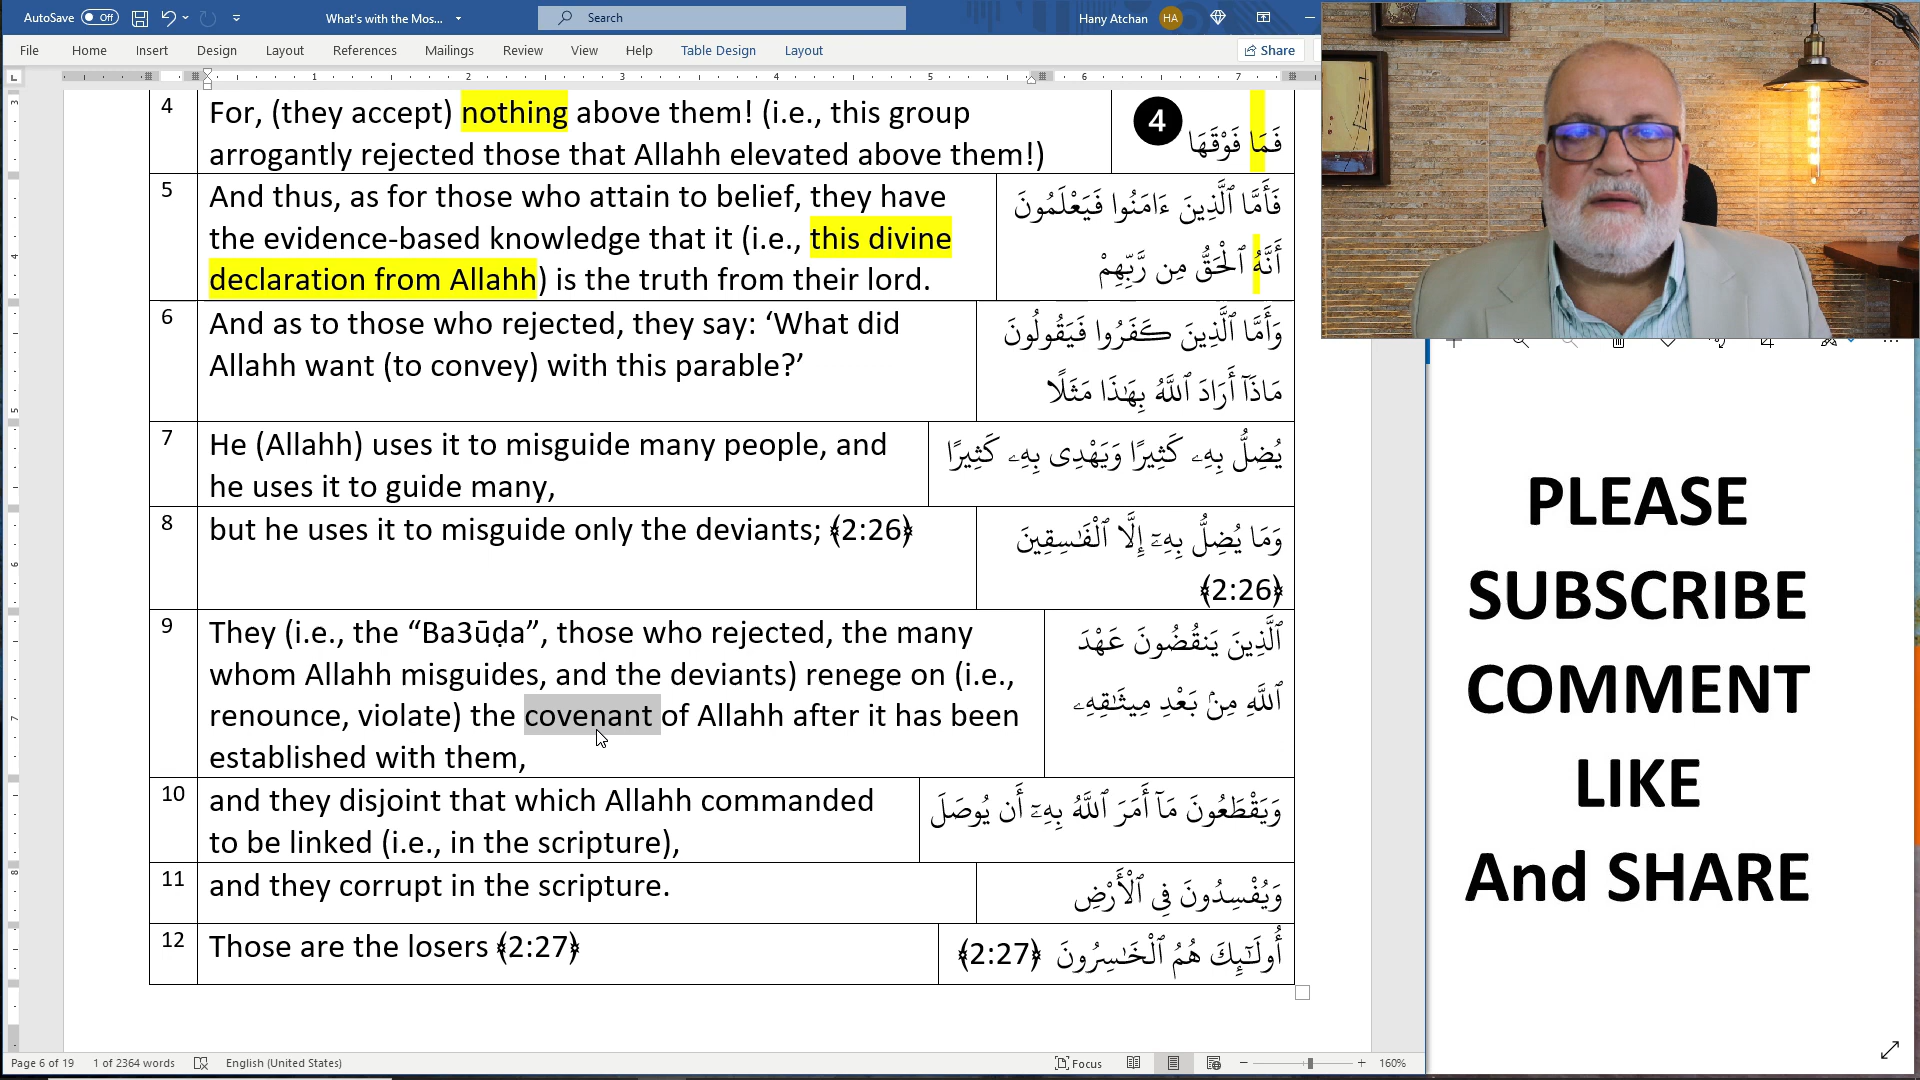 AutoSave Off What's with the Mos... Search Hany Atchan HA
File Home Insert Design Layout References Mailings Review View Help Table Design Layout Share
1 2 3 4 5 6 7
4 For, (they accept) nothing above them! (i.e., this group
arrogantly rejected those that Allahh elevated above them!)
4 فَمَا فَوْقَهَا
5 And thus, as for those who attain to belief, they have
the evidence-based knowledge that it (i.e., this divine
declaration from Allahh) is the truth from their lord.
فَأَمَّا ٱلَّذِينَ ءَامَنُوا فَيَعْلَمُونَ
أَنَّهُ ٱلْحَقُّ مِن رَّبِّهِمْ
6 And as to those who rejected, they say: ‘What did
Allahh want (to convey) with this parable?’
وَأَمَّا ٱلَّذِينَ كَفَرُوا فَيَقُولُونَ
مَاذَآ أَرَادَ ٱللَّهُ بِهَٰذَا مَثَلًا
7 He (Allahh) uses it to misguide many people, and
he uses it to guide many,
يُضِلُّ بِهِۦ كَثِيرًا وَيَهْدِى بِهِۦ كَثِيرًا
8 but he uses it to misguide only the deviants; ﴾2:26﴿
وَمَا يُضِلُّ بِهِۦٓ إِلَّا ٱلْفَٰسِقِينَ
﴾2:26﴿
9 They (i.e., the “Ba3ūḍa”, those who rejected, the many
whom Allahh misguides, and the deviants) renege on (i.e.,
renounce, violate) the covenant of Allahh after it has been
established with them,
ٱلَّذِينَ يَنقُضُونَ عَهْدَ
ٱللَّهِ مِنۢ بَعْدِ مِيثَٰقِهِۦ
10 and they disjoint that which Allahh commanded
to be linked (i.e., in the scripture),
وَيَقْطَعُونَ مَآ أَمَرَ ٱللَّهُ بِهِۦٓ أَن يُوصَلَ
11 and they corrupt in the scripture.
وَيُفْسِدُونَ فِى ٱلْأَرْضِ
12 Those are the losers ﴾2:27﴿
أُولَٰٓئِكَ هُمُ ٱلْخَٰسِرُونَ ﴾2:27﴿
PLEASE
SUBSCRIBE
COMMENT
LIKE
And SHARE
Page 6 of 19 1 of 2364 words English (United States) Focus 160%